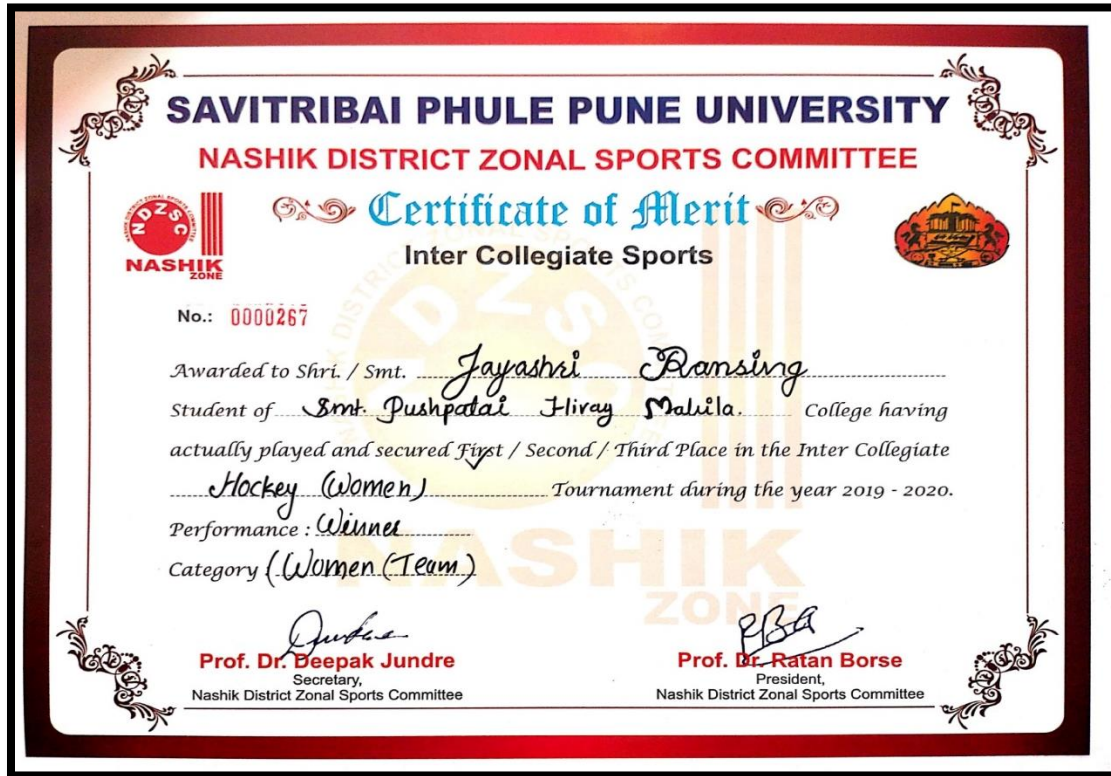 SAVITRIBAI PHULE PUNE UNIVERSITY
NASHIK DISTRICT ZONAL SPORTS COMMITTEE
Certificate of Merit
Inter Collegiate Sports
NDZSC
NASHIK
ZONE
No.: 0000267
Awarded to Shri. / Smt. Jayashri Ransing
Student of Smt. Pushpatai Hiray Mahila. College having
actually played and secured First / Second / Third Place in the Inter Collegiate
Hockey (Women) Tournament during the year 2019 - 2020.
Performance : Winner
Category (Women (Team)
NASHIK
ZONE
Prof. Dr. Deepak Jundre
Secretary,
Nashik District Zonal Sports Committee
Prof. Dr. Ratan Borse
President,
Nashik District Zonal Sports Committee